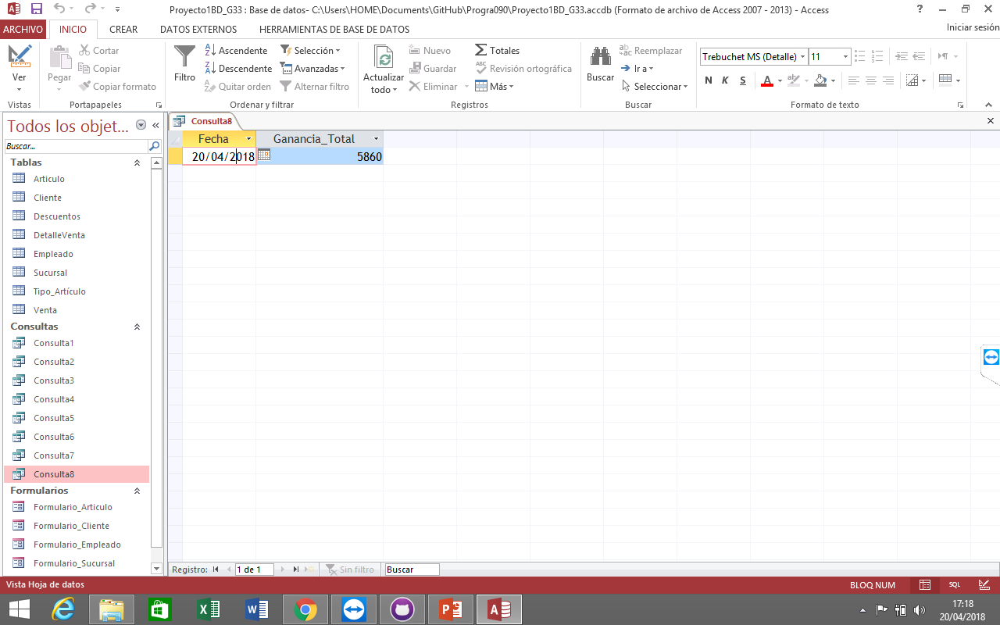 Proyecto1BD_G33 : Base de datos- C:\Users\HOME\Documents\GitHub\Progra090\Proyecto1BD_G33.accdb (Formato de archivo de Access 2007 - 2013) - Access
ARCHIVO INICIO CREAR DATOS EXTERNOS HERRAMIENTAS DE BASE DE DATOS Iniciar sesión
Ver
Vistas
Pegar
Cortar
Copiar
Copiar formato
Portapapeles
Filtro
Ascendente
Descendente
Quitar orden
Selección
Avanzadas
Alternar filtro
Ordenar y filtrar
Actualizar
todo
Nuevo
Guardar
Eliminar
Totales
Revisión ortográfica
Más
Registros
Buscar
Reemplazar
Ir a
Seleccionar
Buscar
Trebuchet MS (Detalle) 11
N K S A
Formato de texto
Todos los objet...
Buscar...
Tablas
Articulo
Cliente
Descuentos
DetalleVenta
Empleado
Sucursal
Tipo_Artículo
Venta
Consultas
Consulta1
Consulta2
Consulta3
Consulta4
Consulta5
Consulta6
Consulta7
Consulta8
Formularios
Formulario_Articulo
Formulario_Cliente
Formulario_Empleado
Formulario_Sucursal
Consulta8
Fecha Ganancia_Total
20/04/2018 5860
Registro: 1 de 1 Sin filtro Buscar
Vista Hoja de datos BLOQ NUM SQL
17:18
20/04/2018